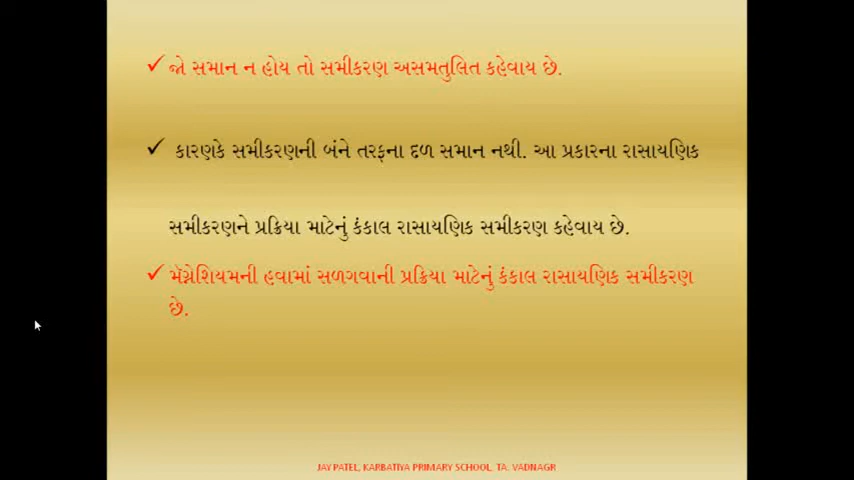 ✓ જો સમાન ન હોય તો સમીકરણ અસમતુલિત કહેવાય છે.
✓ કારણકે સમીકરણની બંને તરફના દળ સમાન નથી. આ પ્રકારના રાસાયણિક
સમીકરણને પ્રક્રિયા માટેનું કંકાલ રાસાયણિક સમીકરણ કહેવાય છે.
✓ મૅગ્નેશિયમની હવામાં સળગવાની પ્રક્રિયા માટેનું કંકાલ રાસાયણિક સમીકરણ
છે.
JAY PATEL, KARBATIYA PRIMARY SCHOOL, TA. VADNAGR